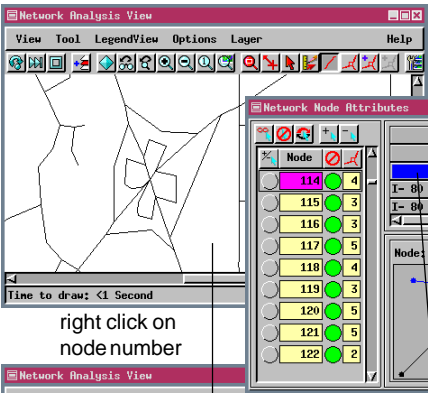 Network Analysis View
View Tool LegendView Options Layer Help
Network Node Attributes
Node
114 4
115 3
116 3
117 5
118 4
119 3
120 5
121 5
122 2
I- 80
I- 80
Node:
Time to draw: <1 Second
right click on
node number
Network Analysis View